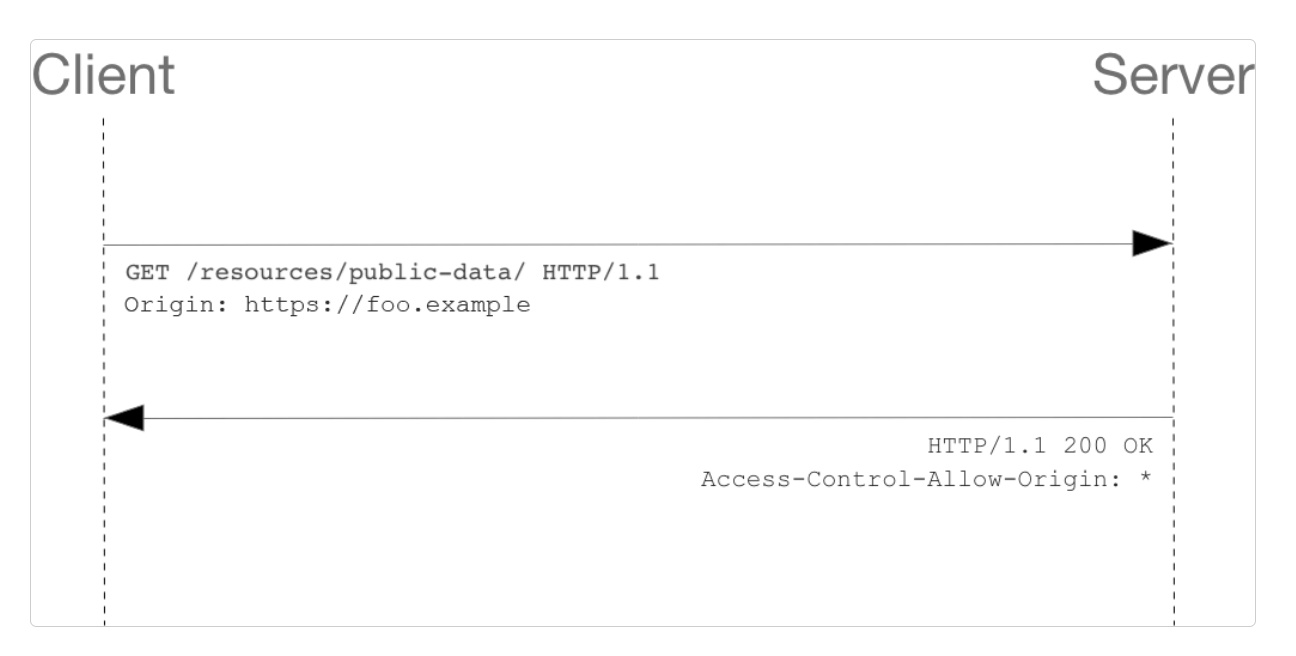 Client
Server
GET /resources/public-data/ HTTP/1.1
Origin: https://foo.example
HTTP/1.1 200 OK
Access-Control-Allow-Origin: *